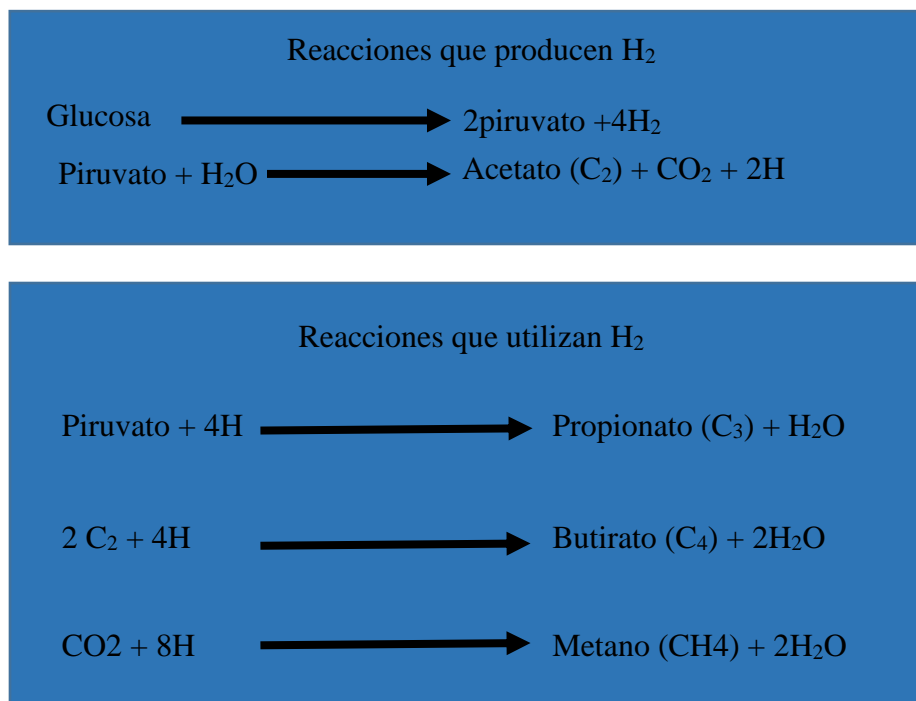 Reacciones que producen H₂
Glucosa 2piruvato +4H₂
Piruvato + H₂O Acetato (C₂) + CO₂ + 2H
Reacciones que utilizan H₂
Piruvato + 4H Propionato (C₃) + H₂O
2 C₂ + 4H Butirato (C₄) + 2H₂O
CO2 + 8H Metano (CH4) + 2H₂O